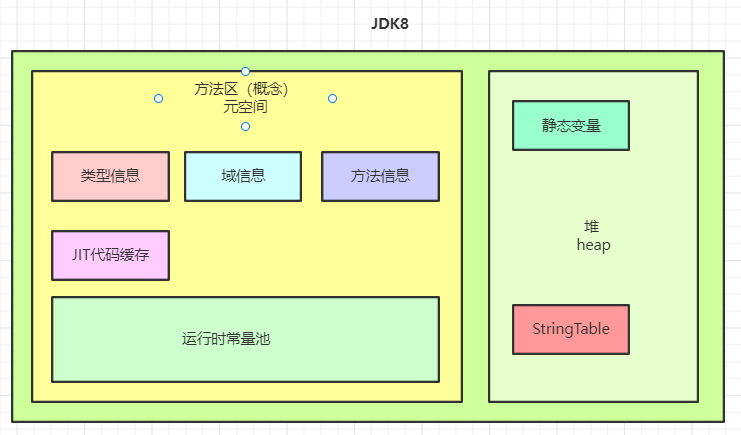 JDK8
方法区（概念）
元空间
类型信息
域信息
方法信息
JIT代码缓存
运行时常量池
静态变量
堆
heap
StringTable